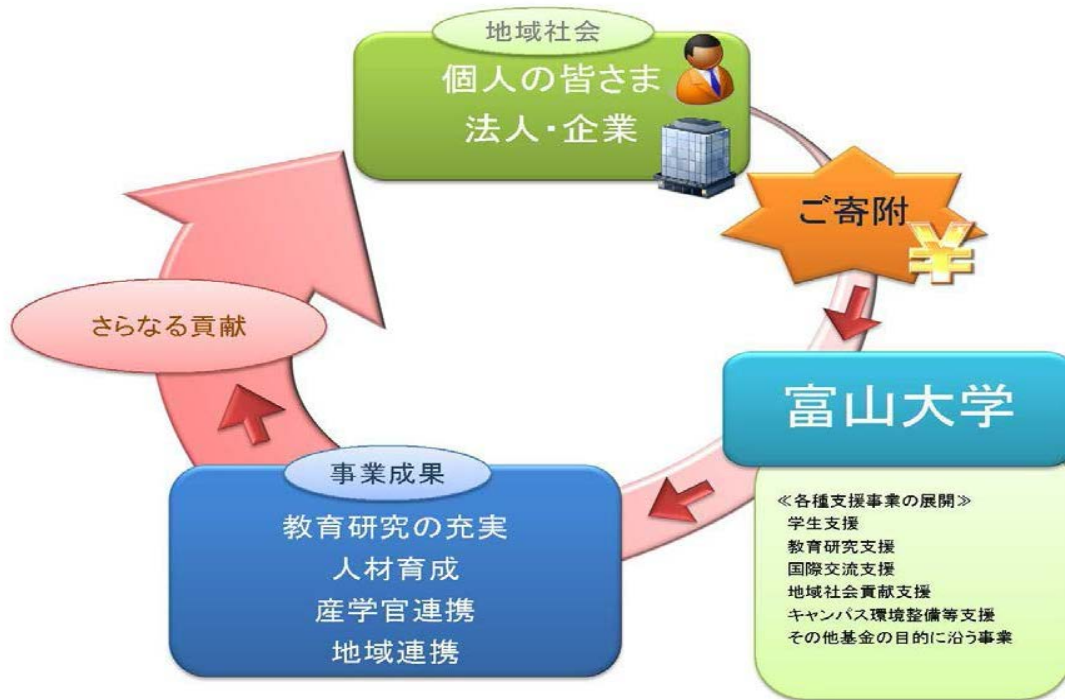 地域社会
個人の皆さま
法人・企業
ご寄附
¥
富山大学
≪各種支援事業の展開≫
学生支援
教育研究支援
国際交流支援
地域社会貢献支援
キャンパス環境整備等支援
その他基金の目的に沿う事業
事業成果
教育研究の充実
人材育成
産学官連携
地域連携
さらなる貢献